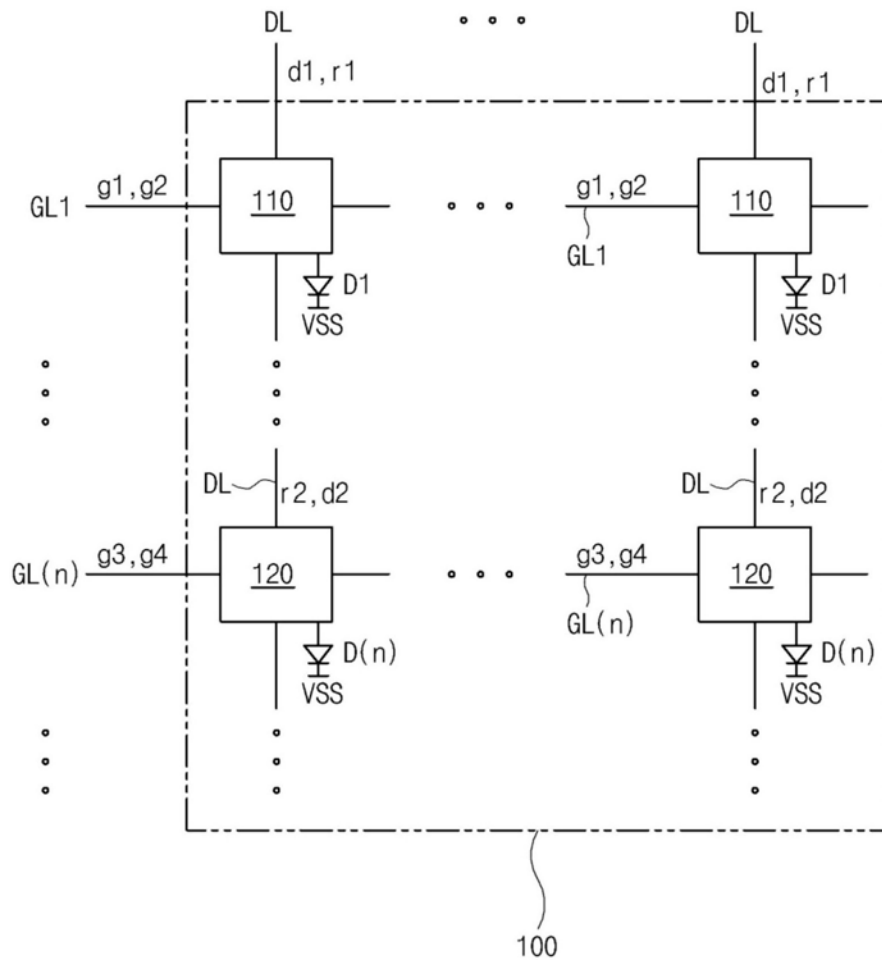 DL DL
d1,r1 d1,r1
GL1 g1,g2 110 g1,g2 110
GL1
D1 D1
VSS VSS
DL r2,d2 DL r2,d2
GL(n) g3,g4 120 g3,g4 120
GL(n)
D(n) D(n)
VSS VSS
100